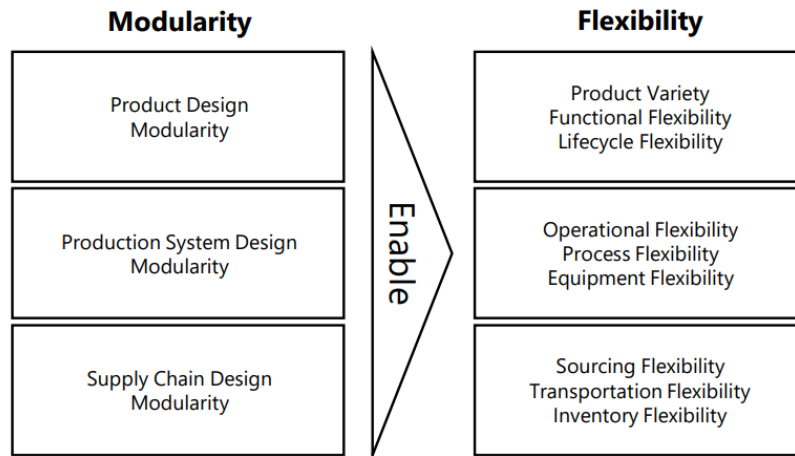 Modularity
Product Design
Modularity
Production System Design
Modularity
Supply Chain Design
Modularity
Enable
Flexibility
Product Variety
Functional Flexibility
Lifecycle Flexibility
Operational Flexibility
Process Flexibility
Equipment Flexibility
Sourcing Flexibility
Transportation Flexibility
Inventory Flexibility